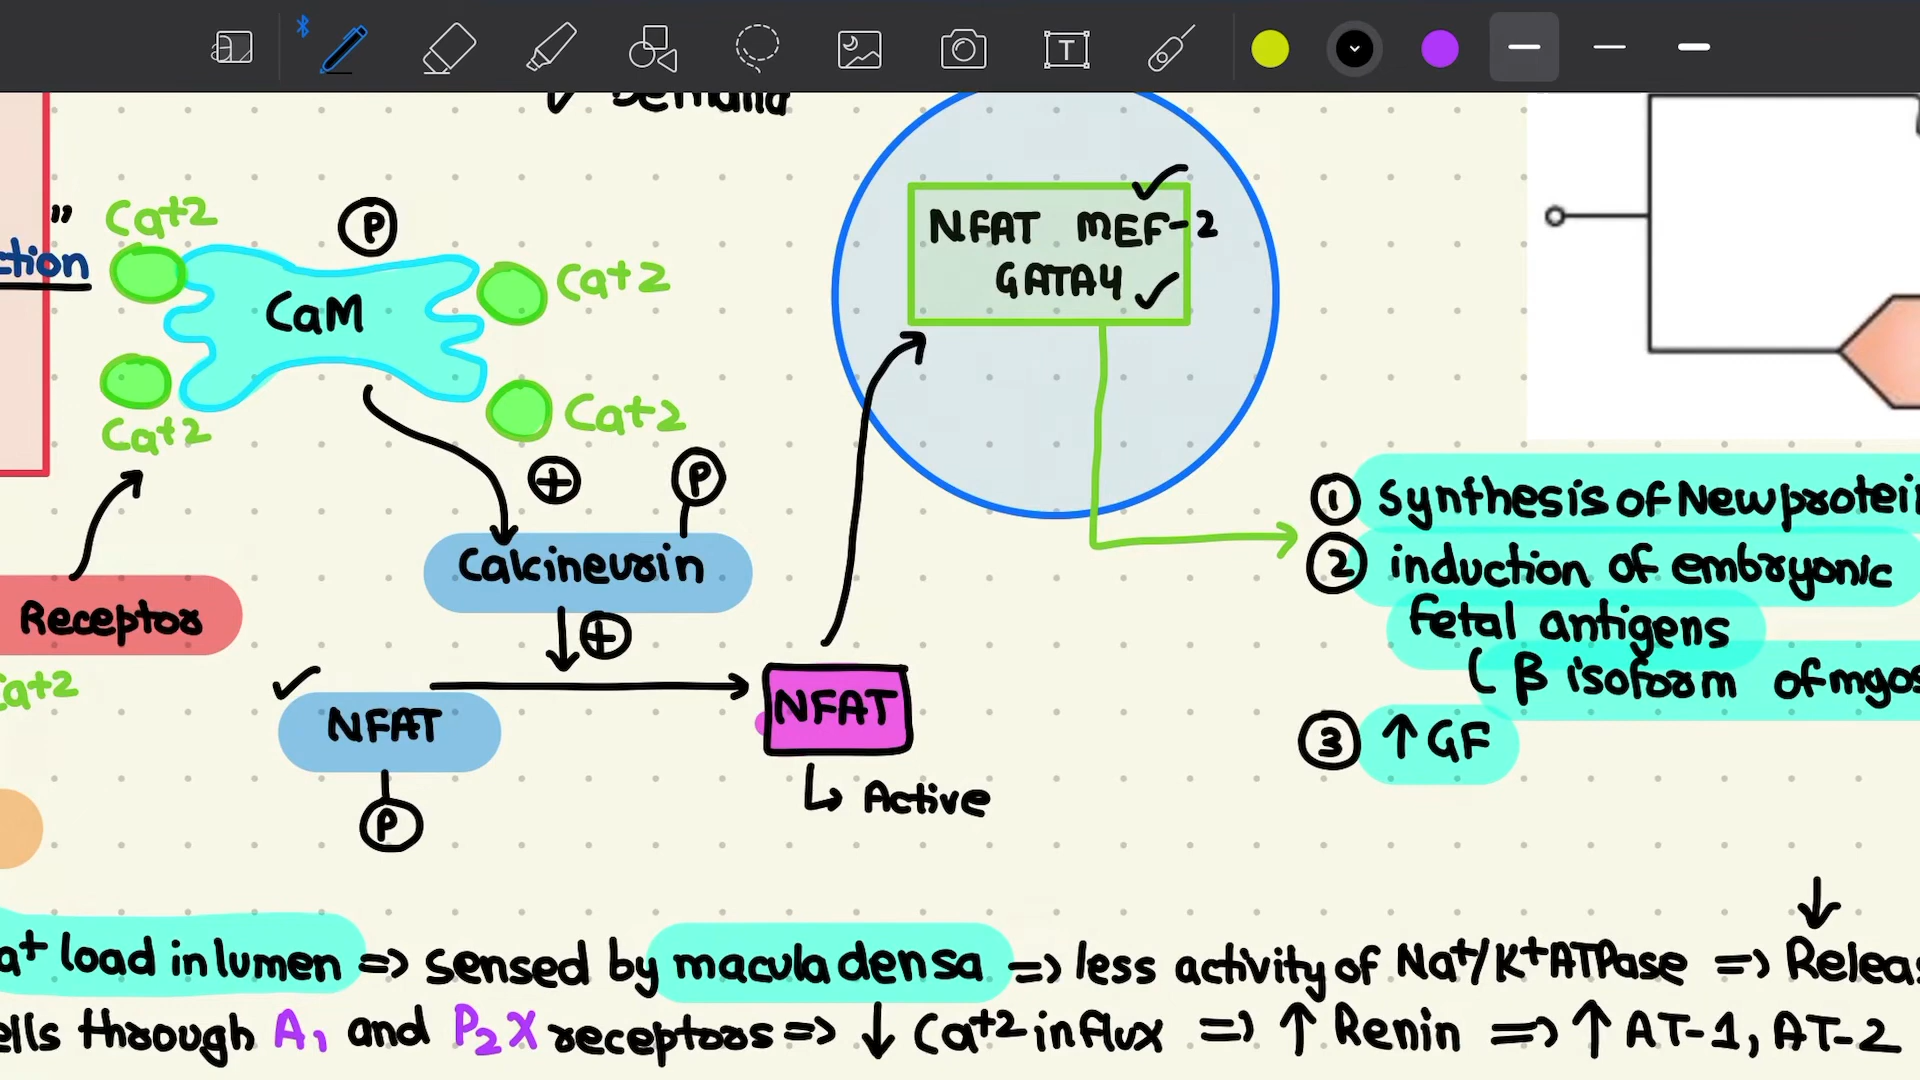 Demand
”
Ca+2
P
ction
CaM
Ca+2
NFAT MEF-2
GATA4
Ca+2
Ca+2
+
P
Calcineurin
Receptor
+
Ca+2
NFAT
NFAT
P
Active
① Synthesis of New protein
② induction of embryonic
fetal antigens
( β isoform of myos
③ ↑ GF
a+ load in lumen => sensed by macula densa => less activity of Na+/K+ ATPase => Releas
ells through A1 and P2X receptors => ↓ Ca+2 influx => ↑ Renin => ↑ AT-1, AT-2